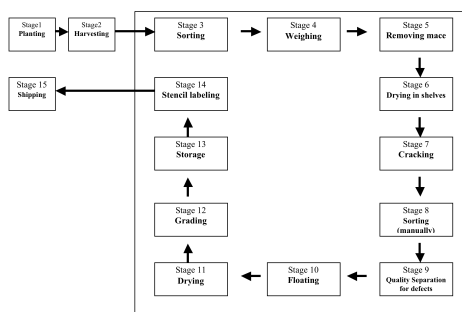 Stage1
Planting
Stage2
Harvesting
Stage 3
Sorting
Stage 4
Weighing
Stage 5
Removing mace
Stage 6
Drying in shelves
Stage 7
Cracking
Stage 8
Sorting
(manually)
Stage 9
Quality Separation
for defects
Stage 10
Floating
Stage 11
Drying
Stage 12
Grading
Stage 13
Storage
Stage 14
Stencil labeling
Stage 15
Shipping